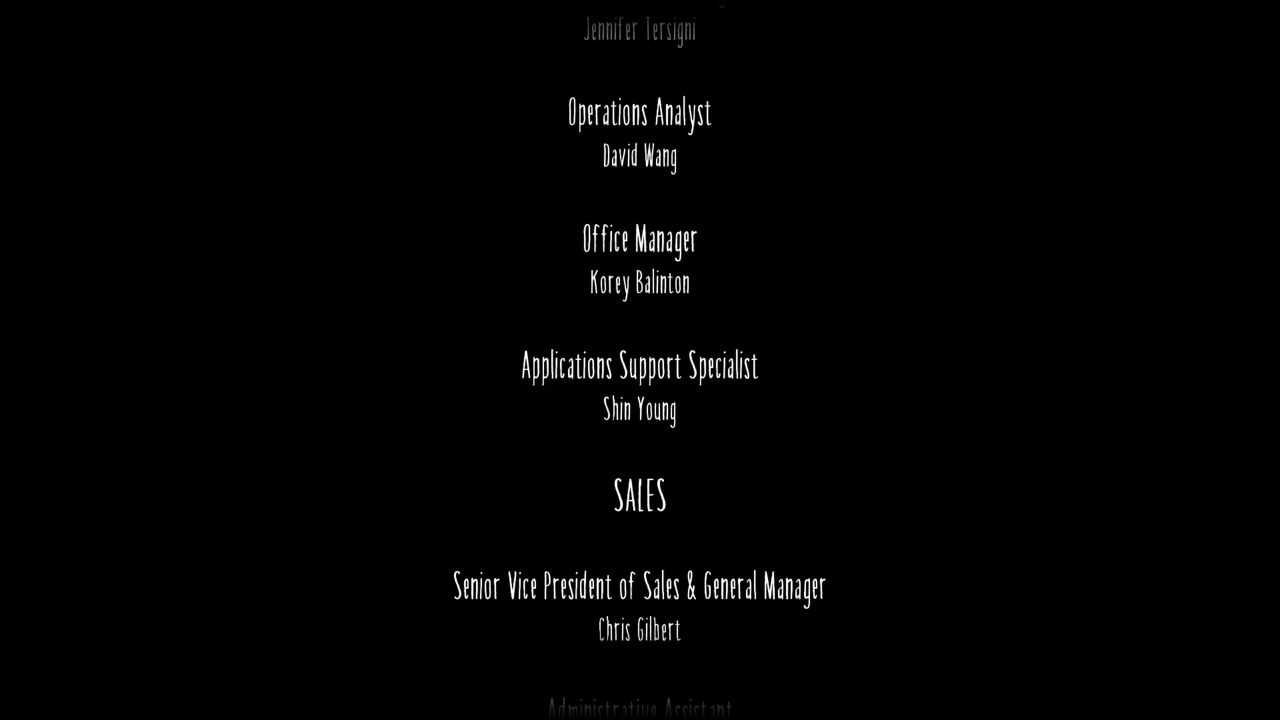 Jennifer Tersigni
Operations Analyst
David Wang
Office Manager
Korey Balinton
Applications Support Specialist
Shin Young
SALES
Senior Vice President of Sales & General Manager
Chris Gilbert
Administrative Assistant